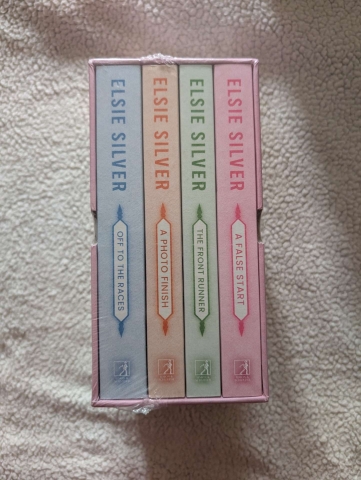 ELSIE SILVER
OFF TO THE RACES
ELSIE SILVER
A PHOTO FINISH
ELSIE SILVER
THE FRONT RUNNER
ELSIE SILVER
A FALSE START